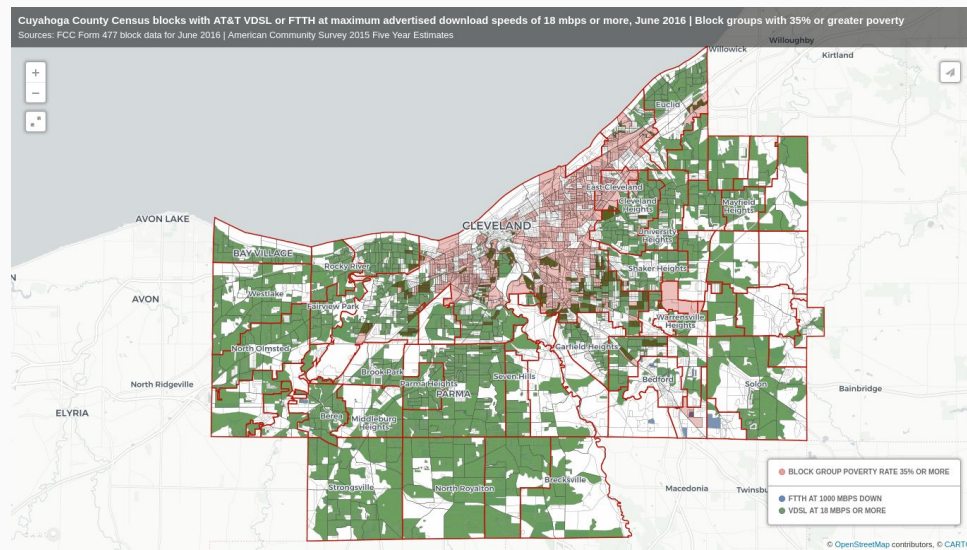 Cuyahoga County Census blocks with AT&T VDSL or FTTH at maximum advertised download speeds of 18 mbps or more, June 2016 | Block groups with 35% or greater poverty
Sources: FCC Form 477 block data for June 2016 | American Community Survey 2015 Five Year Estimates
Willoughby
Willowick
Kirtland
+
−
Euclid
East Cleveland
Cleveland
Heights
Mayfield
Heights
AVON LAKE
CLEVELAND
University
Heights
BAY VILLAGE
Rocky River
Shaker Heights
N
AVON
Westlake
Fairview Park
Warrensville
Heights
North Olmsted
Garfield Heights
Brook Park
Seven Hills
Bedford
North Ridgeville
Parma Heights
PARMA
Solon
Bainbridge
ELYRIA
Berea
Middleburg
Heights
BLOCK GROUP POVERTY RATE 35% OR MORE
Strongsville
North Royalton
Brecksville
Macedonia
Twinsbu
FTTH AT 1000 MBPS DOWN
VDSL AT 18 MBPS OR MORE
© OpenStreetMap contributors, © CART